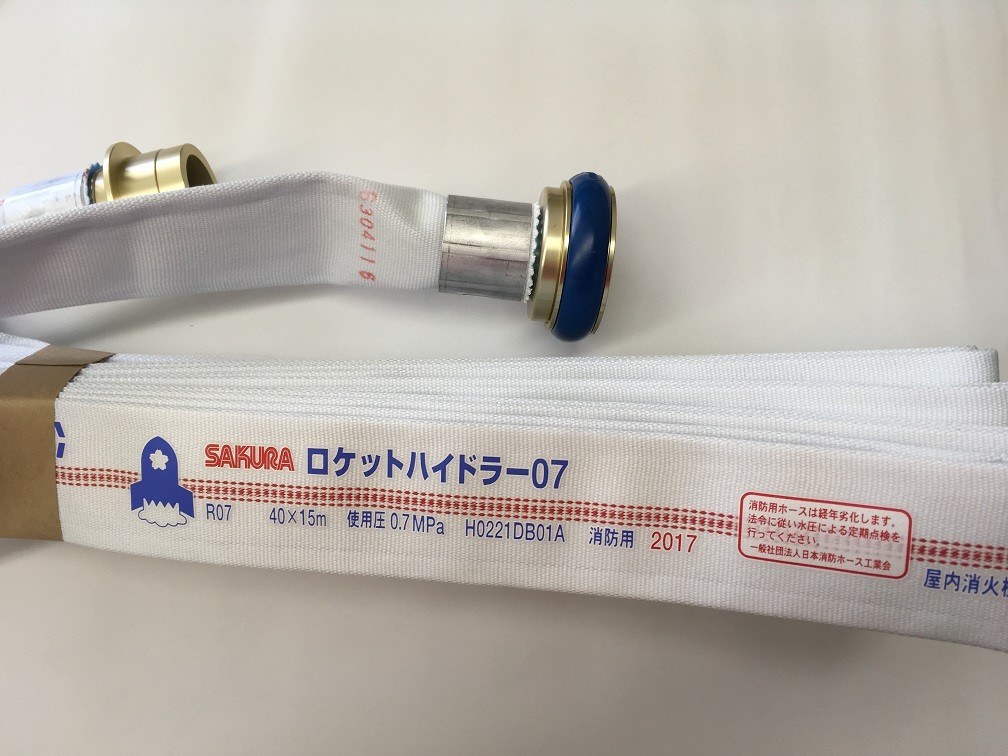 6304116
SAKURA ロケットハイドラー07
R07 40×15m 使用圧 0.7MPa H0221DB01A 消防用 2017
消防用ホースは経年劣化します。
法令に従い水圧による定期点検を
行ってください。
一般社団法人日本消防ホース工業会
屋内消火